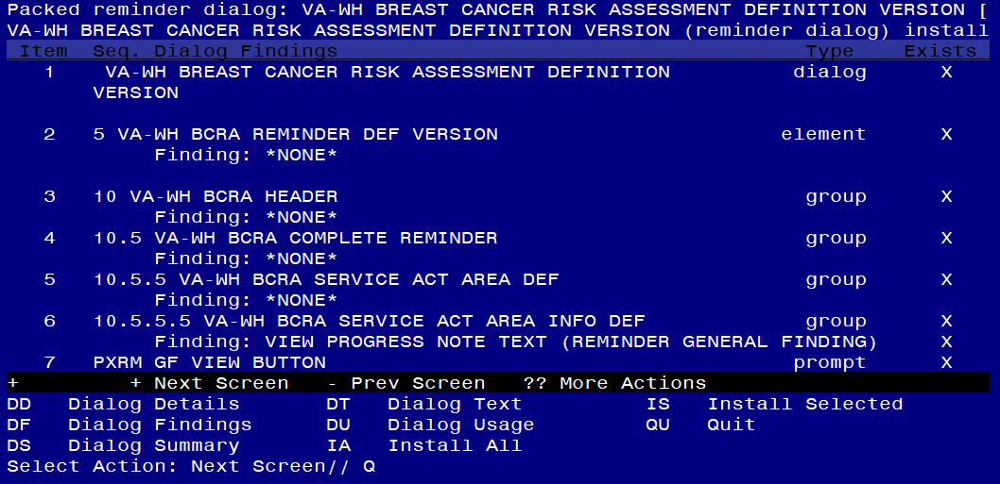 Packed reminder dialog: VA-WH BREAST CANCER RISK ASSESSMENT DEFINITION VERSION [
VA-WH BREAST CANCER RISK ASSESSMENT DEFINITION VERSION (reminder dialog) install
Item Seq. Dialog Findings Type Exists
1 VA-WH BREAST CANCER RISK ASSESSMENT DEFINITION dialog X
VERSION
2 5 VA-WH BCRA REMINDER DEF VERSION element X
Finding: *NONE*
3 10 VA-WH BCRA HEADER group X
Finding: *NONE*
4 10.5 VA-WH BCRA COMPLETE REMINDER group X
Finding: *NONE*
5 10.5.5 VA-WH BCRA SERVICE ACT AREA DEF group X
Finding: *NONE*
6 10.5.5.5 VA-WH BCRA SERVICE ACT AREA INFO DEF group X
Finding: VIEW PROGRESS NOTE TEXT (REMINDER GENERAL FINDING) X
7 PXRM GF VIEW BUTTON prompt X
+ + Next Screen - Prev Screen ?? More Actions
DD Dialog Details DT Dialog Text IS Install Selected
DF Dialog Findings DU Dialog Usage QU Quit
DS Dialog Summary IA Install All
Select Action: Next Screen// Q